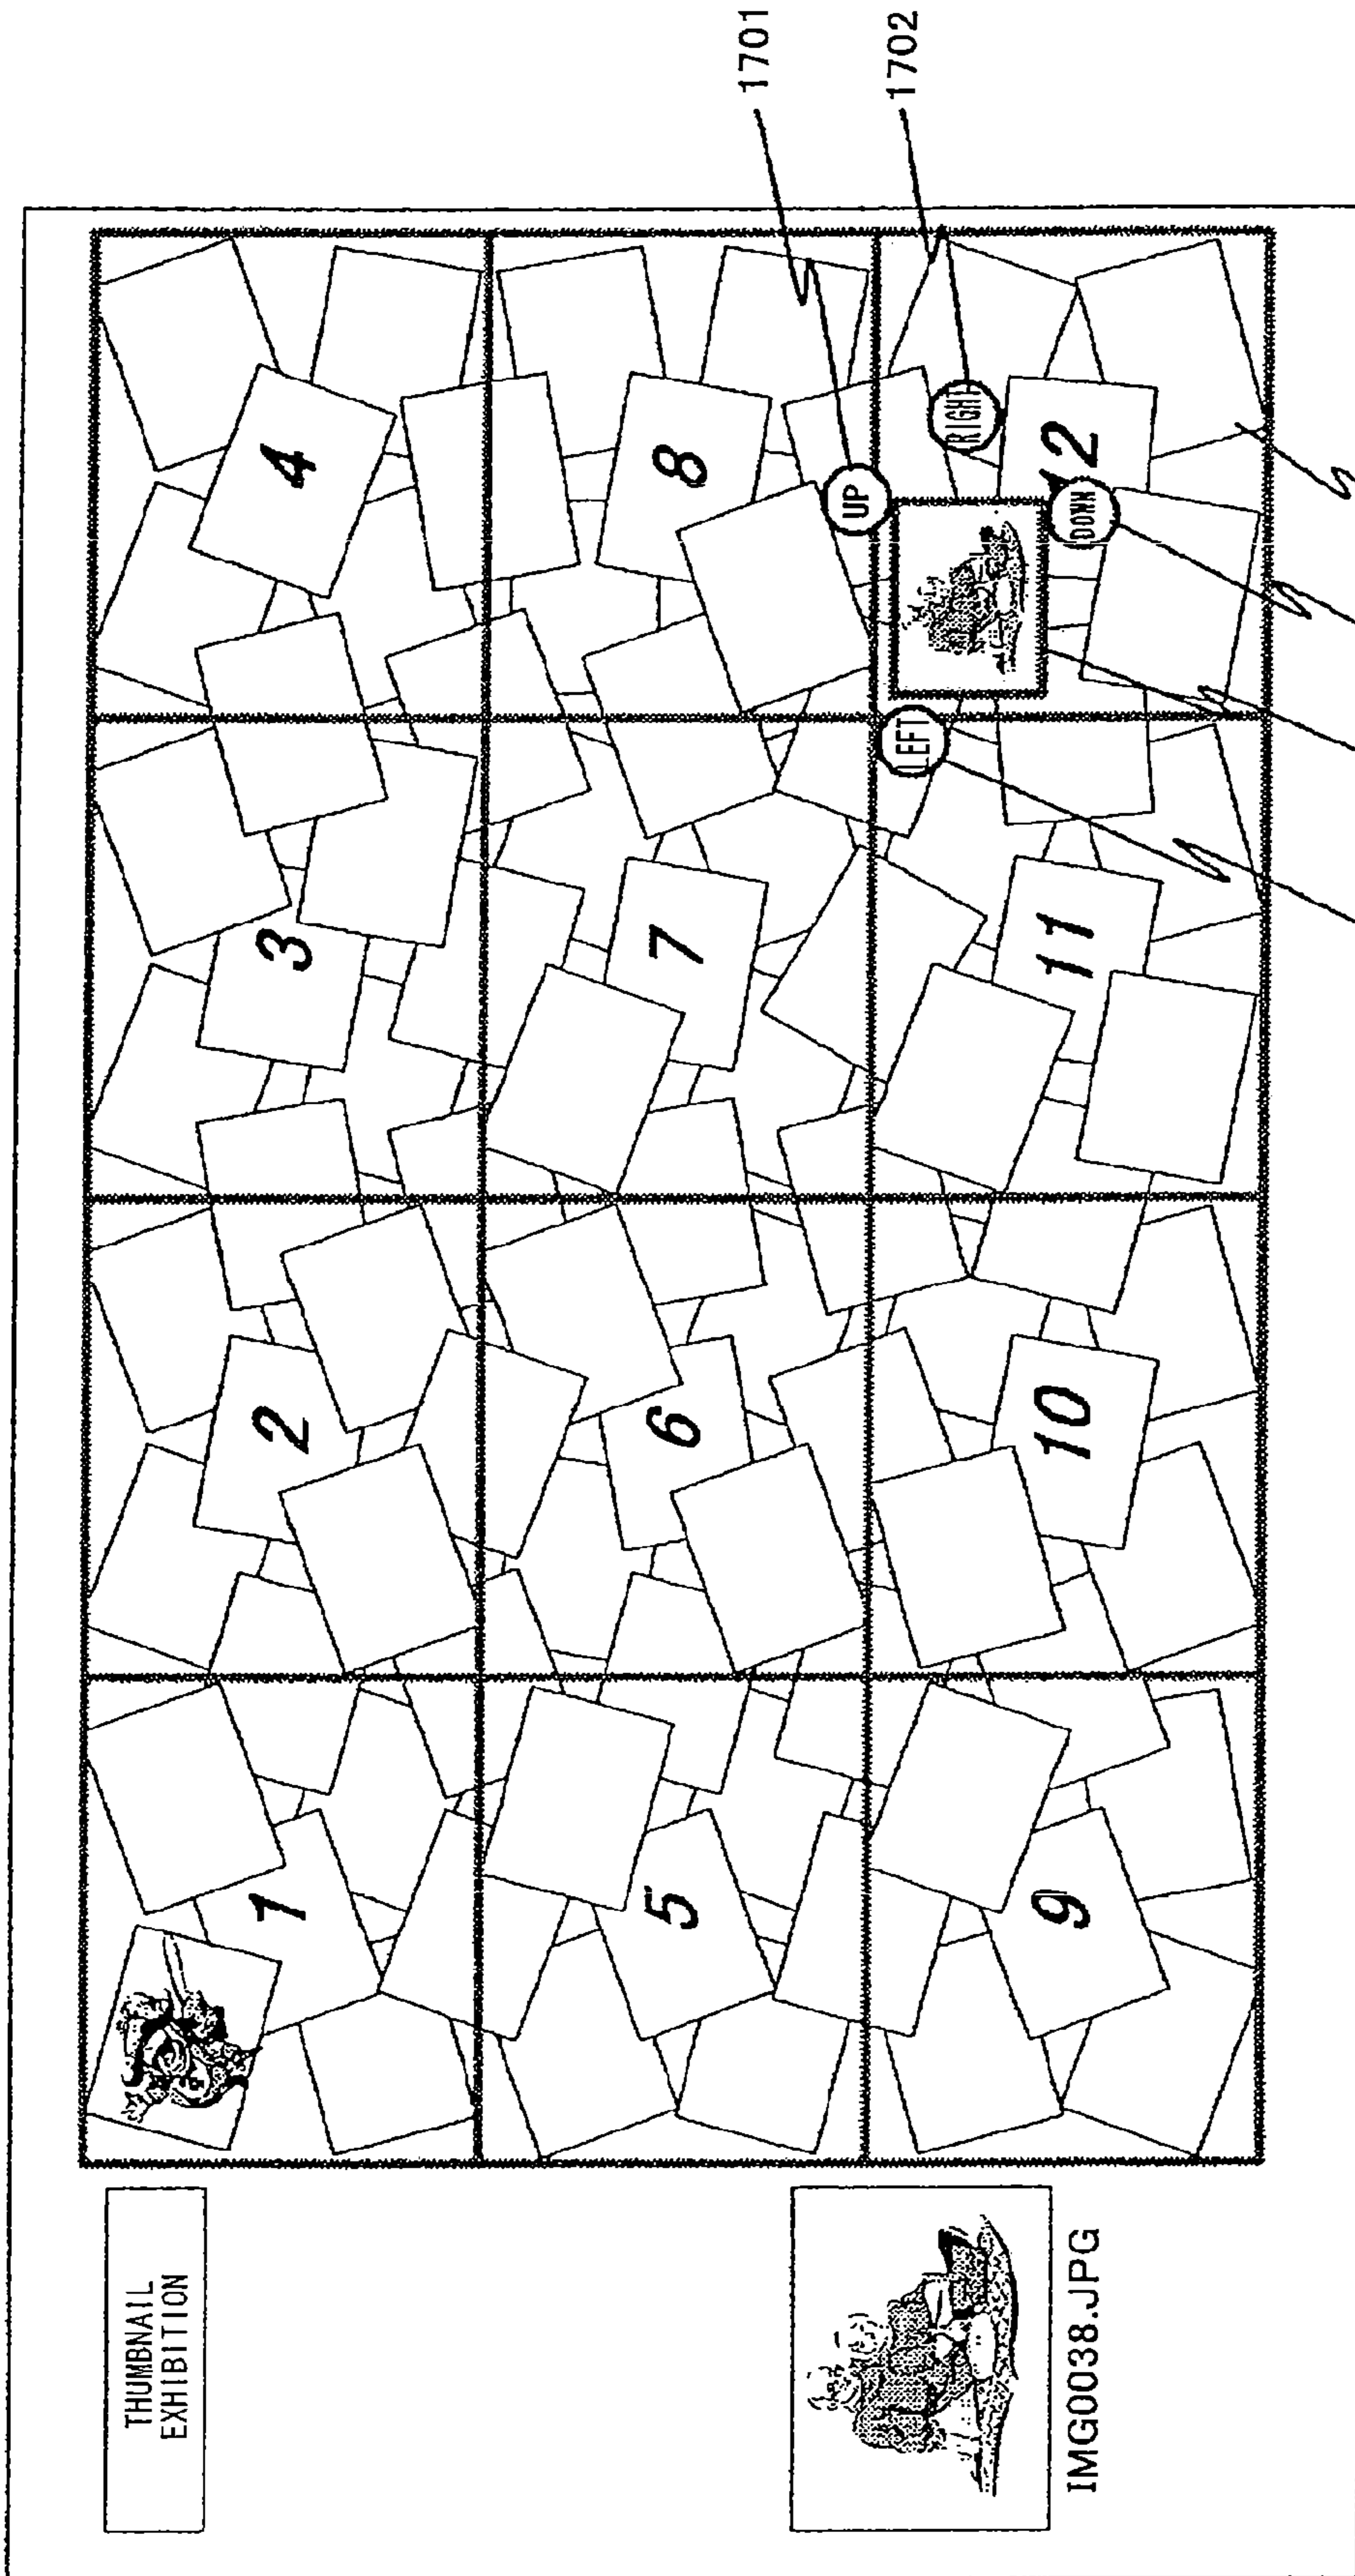 THUMBNAIL
EXHIBITION
1
2
3
4
5
6
7
8
9
10
11
12
UP
RIGHT
LEFT
DOWN
1701
1702
IMG0038.JPG